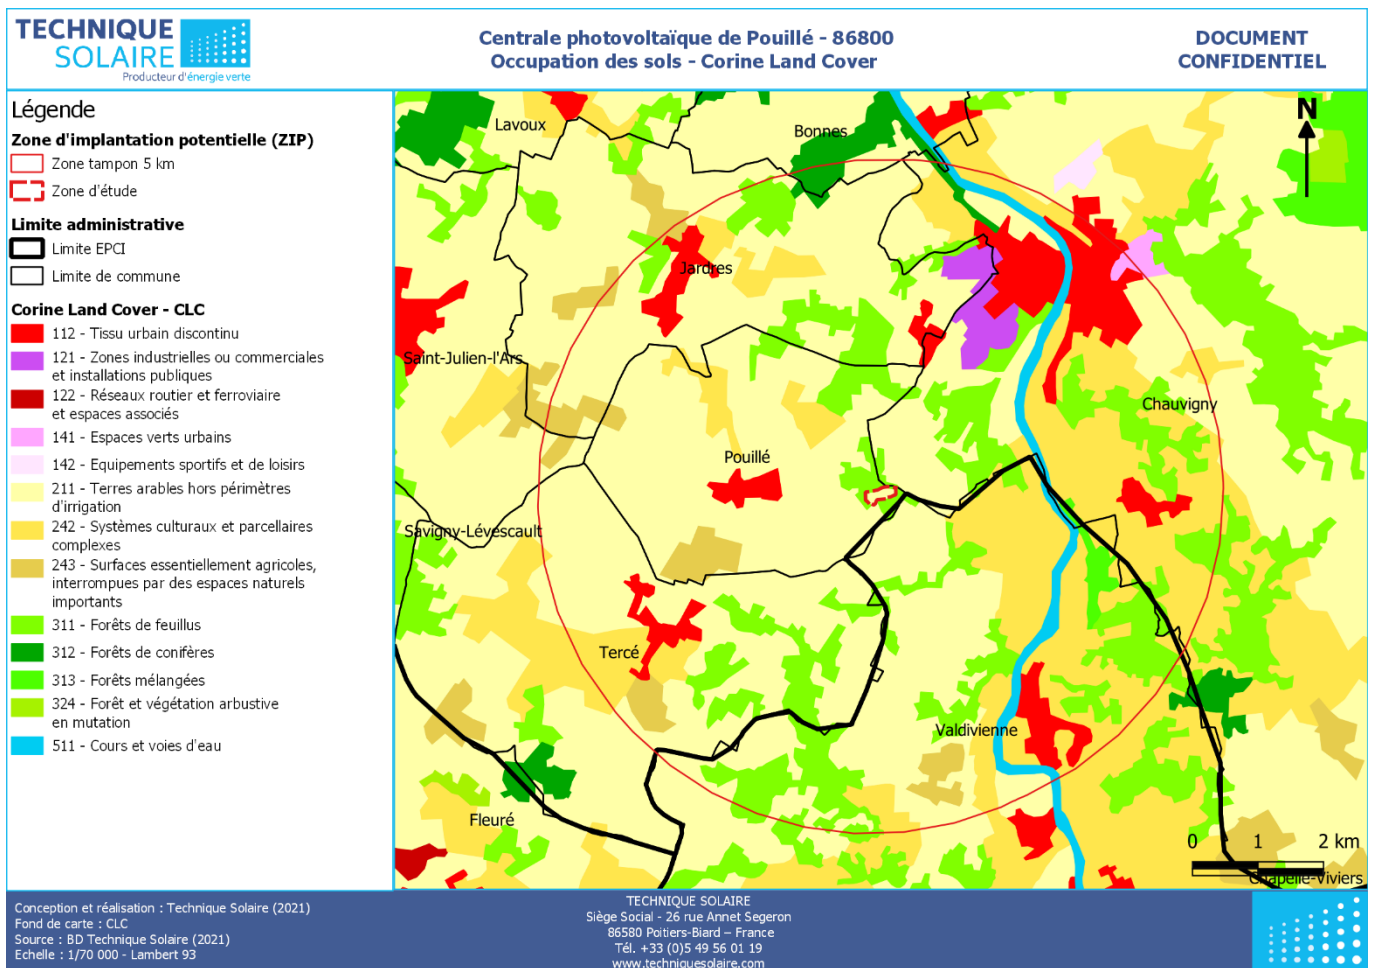 TECHNIQUE
SOLAIRE
Producteur d'énergie verte
Centrale photovoltaïque de Pouillé - 86800
Occupation des sols - Corine Land Cover
DOCUMENT
CONFIDENTIEL
Légende
Zone d'implantation potentielle (ZIP)
Zone tampon 5 km
Zone d'étude
Limite administrative
Limite EPCI
Limite de commune
Corine Land Cover - CLC
112 - Tissu urbain discontinu
121 - Zones industrielles ou commerciales
et installations publiques
122 - Réseaux routier et ferroviaire
et espaces associés
141 - Espaces verts urbains
142 - Equipements sportifs et de loisirs
211 - Terres arables hors périmètres
d'irrigation
242 - Systèmes culturaux et parcellaires
complexes
243 - Surfaces essentiellement agricoles,
interrompues par des espaces naturels
importants
311 - Forêts de feuillus
312 - Forêts de conifères
313 - Forêts mélangées
324 - Forêt et végétation arbustive
en mutation
511 - Cours et voies d'eau
Lavoux
Bonnes
N
Jardres
Saint-Julien-l'Ars
Chauvigny
Pouillé
Savigny-Lévescault
Tercé
Valdivienne
Fleuré
0 1 2 km
Chapelle-Viviers
Conception et réalisation : Technique Solaire (2021)
Fond de carte : CLC
Source : BD Technique Solaire (2021)
Echelle : 1/70 000 - Lambert 93
TECHNIQUE SOLAIRE
Siège Social - 26 rue Annet Segeron
86580 Poitiers-Biard – France
Tél. +33 (0)5 49 56 01 19
www.techniquesolaire.com